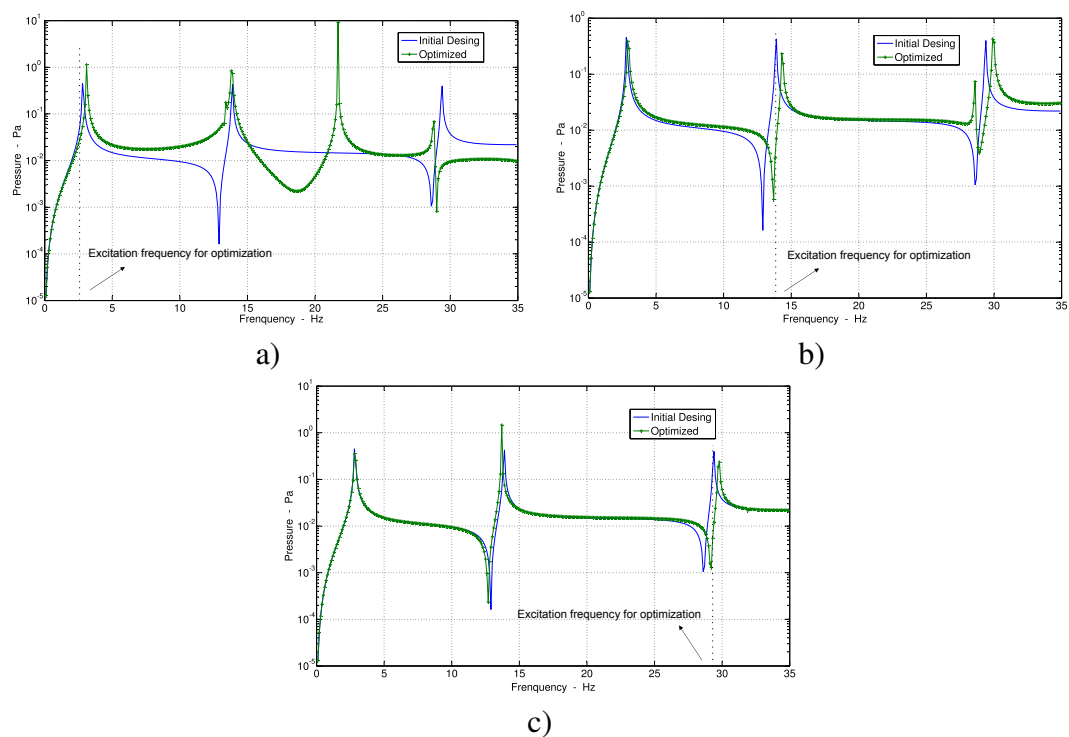 10^1
10^0
10^-1
10^-2
10^-3
10^-4
10^-5
Pressure - Pa
Initial Desing
Optimized
Excitation frequency for optimization
0 5 10 15 20 25 30 35
Frenquency - Hz
a)
10^0
10^-1
10^-2
10^-3
10^-4
10^-5
Pressure - Pa
Initial Desing
Optimized
Excitation frequency for optimization
0 5 10 15 20 25 30 35
Frenquency - Hz
b)
10^1
10^0
10^-1
10^-2
10^-3
10^-4
10^-5
Pressure - Pa
Initial Desing
Optimized
Excitation frequency for optimization
0 5 10 15 20 25 30 35
Frenquency - Hz
c)